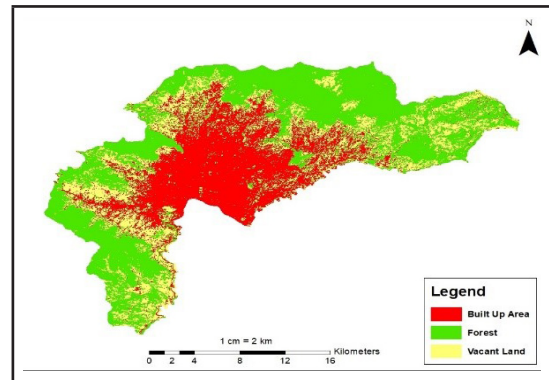 N
Legend
Built Up Area
Forest
Vacant Land
1 cm = 2 km
Kilometers
0 2 4 8 12 16